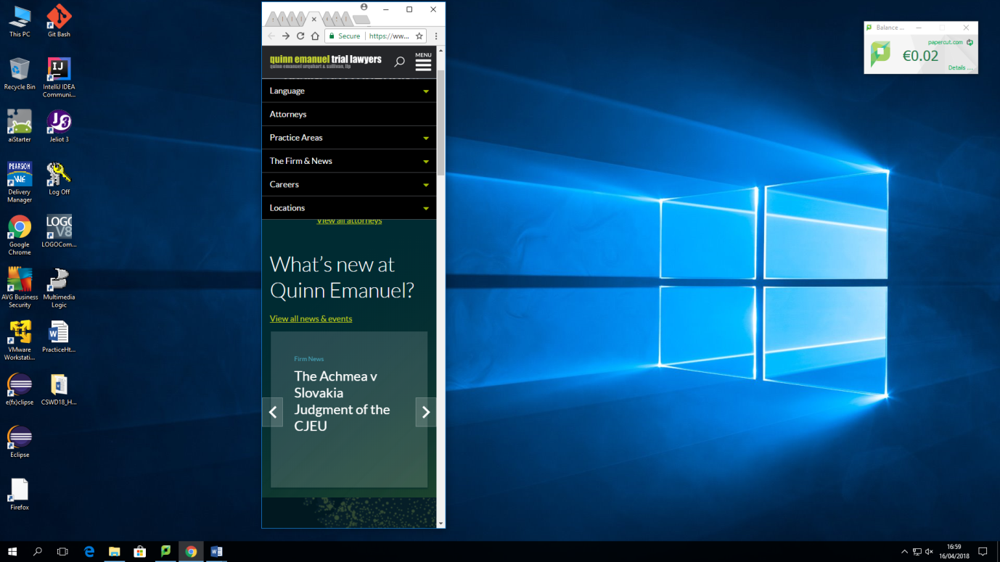 This PC
Git Bash
Recycle Bin
IntelliJ IDEA
Communi...
aiStarter
Jeliot 3
PEARSON
WE
Delivery
Manager
Log Off
Google
Chrome
LOGO
V8
LOGOCom...
AVG Business
Security
Multimedia
Logic
VMware
Workstati...
PracticeHt...
e(fx)clipse
CSWD18_H...
Eclipse
Firefox
Secure
https://ww...
quinn emanuel trial lawyers
quinn emanuel urquhart & sullivan, llp
MENU
Language
Attorneys
Practice Areas
The Firm & News
Careers
Locations
View all attorneys
What's new at
Quinn Emanuel?
View all news & events
Firm News
The Achmea v
Slovakia
Judgment of the
CJEU
Balance ...
papercut.com
€0.02
Details ...
16:59
16/04/2018